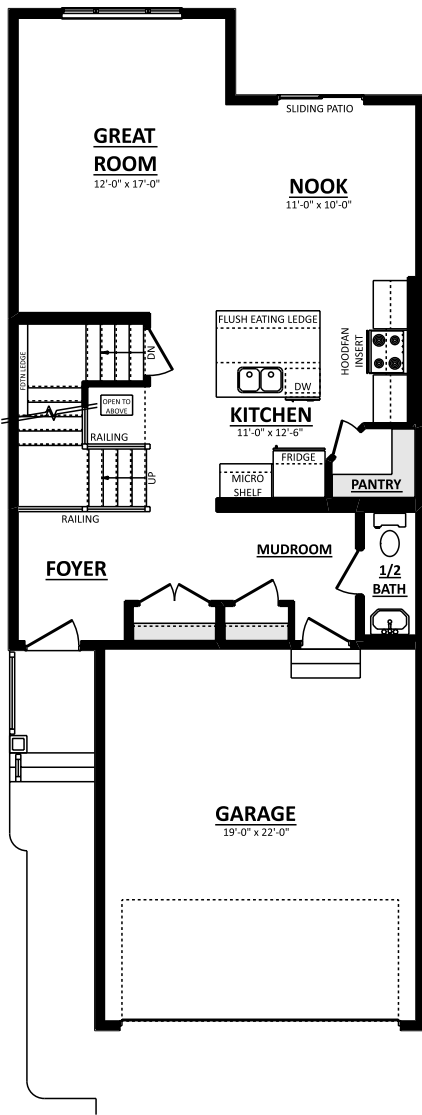 GREAT
ROOM
12'-0" x 17'-0"
SLIDING PATIO
NOOK
11'-0" x 10'-0"
FLUSH EATING LEDGE
HOODFAN
INSERT
DN
FDTN LEDGE
DW
OPEN TO
ABOVE
KITCHEN
11'-0" x 12'-6"
RAILING
FRIDGE
MICRO
SHELF
PANTRY
UP
RAILING
MUDROOM
FOYER
1/2
BATH
GARAGE
19'-0" x 22'-0"